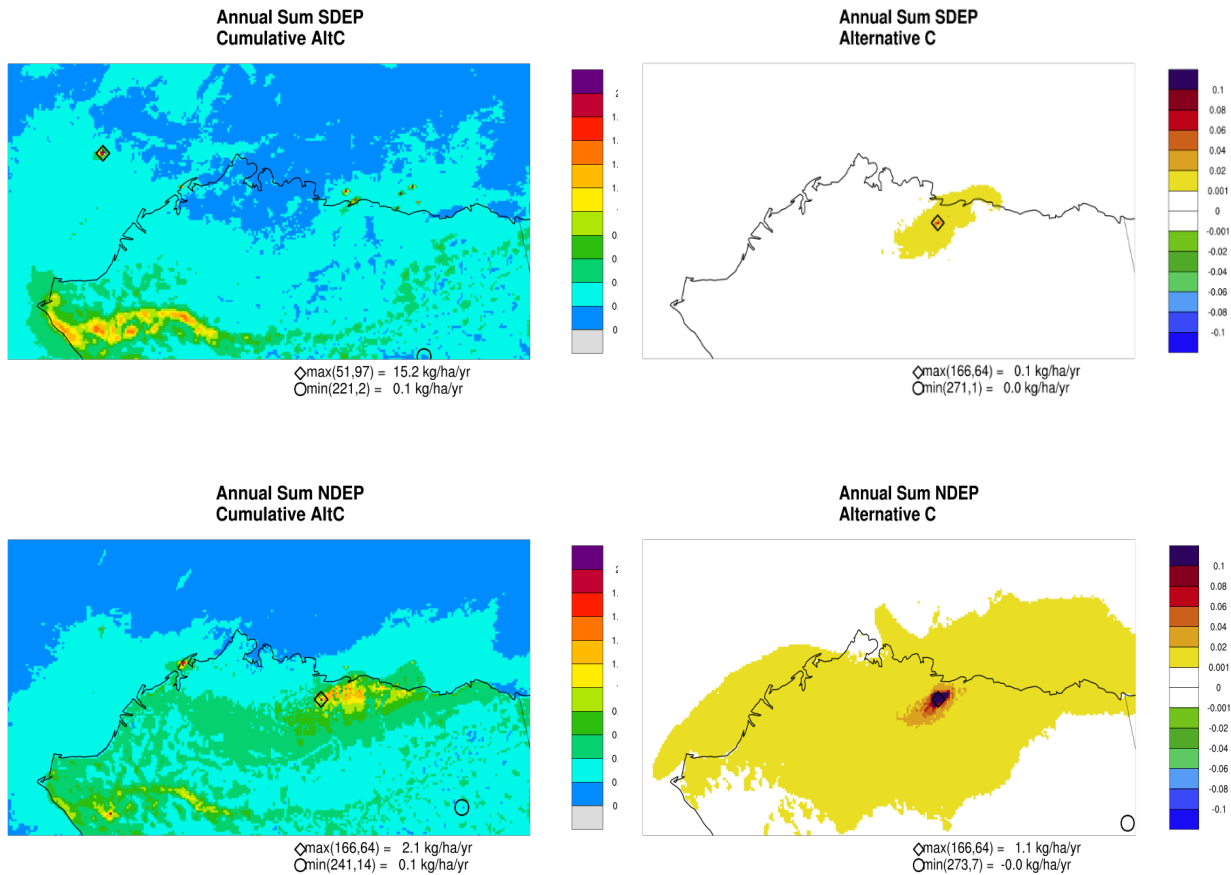 Annual Sum SDEP
Cumulative AltC
◇max(51,97) = 15.2 kg/ha/yr
○min(221,2) = 0.1 kg/ha/yr
Annual Sum SDEP
Alternative C
0.1
0.08
0.06
0.04
0.02
0.001
0
-0.001
-0.02
-0.04
-0.06
-0.08
-0.1
◇max(166,64) = 0.1 kg/ha/yr
○min(271,1) = 0.0 kg/ha/yr
Annual Sum NDEP
Cumulative AltC
◇max(166,64) = 2.1 kg/ha/yr
○min(241,14) = 0.1 kg/ha/yr
Annual Sum NDEP
Alternative C
0.1
0.08
0.06
0.04
0.02
0.001
0
-0.001
-0.02
-0.04
-0.06
-0.08
-0.1
◇max(166,64) = 1.1 kg/ha/yr
○min(273,7) = -0.0 kg/ha/yr